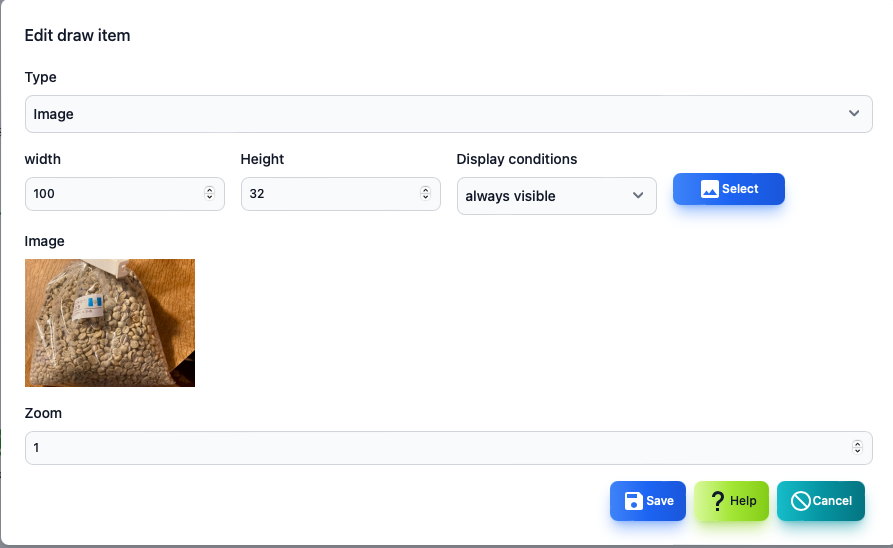 Edit draw item
Type
Image
width
Height
Display conditions
100
32
always visible
Select
Image
Zoom
1
Save
? Help
Cancel